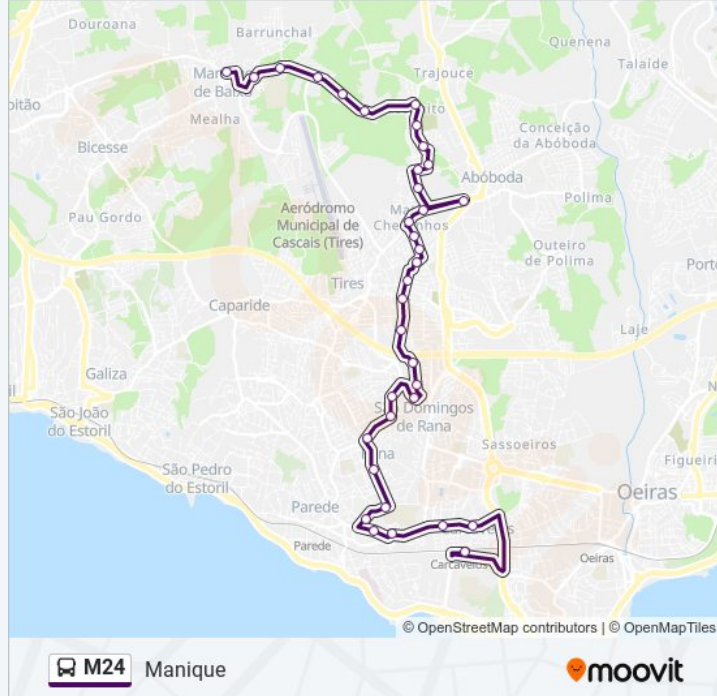 Douroana
Barrunchal
Quenena
Talaíde
Trajouce
de Baixa
Mealha
Conceição
da Abóboda
Bicesse
Abóboda
Polima
Pau Gordo
Aeródromo
Municipal de
Cascais (Tires)
Outeiro
de Polima
Tires
Caparide
Laje
Galiza
São João
do Estoril
São Domingos
de Rana
Sassoeiros
São Pedro
do Estoril
Oeiras
Parede
Parede
Carcavelos
Oeiras
© OpenStreetMap contributors | © OpenMapTiles
M24 Manique
moovit